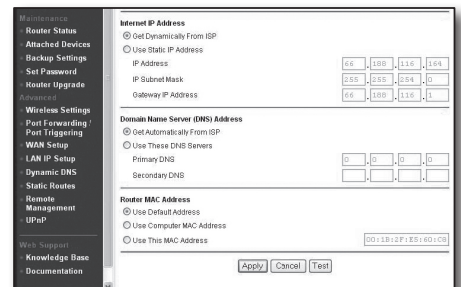 Maintenance
Router Status
Attached Devices
Backup Settings
Set Password
Router Upgrade
Advanced
Wireless Settings
Port Forwarding /
Port Triggering
WAN Setup
LAN IP Setup
Dynamic DNS
Static Routes
Remote
Management
UPnP
Web Support
Knowledge Base
Documentation
Internet IP Address
Get Dynamically From ISP
Use Static IP Address
IP Address 66 . 188 . 116 . 164
IP Subnet Mask 255 . 255 . 254 . 0
Gateway IP Address 66 . 188 . 116 . 1
Domain Name Server (DNS) Address
Get Automatically From ISP
Use These DNS Servers
Primary DNS 0 . 0 . 0 . 0
Secondary DNS . . .
Router MAC Address
Use Default Address
Use Computer MAC Address
Use This MAC Address 00:1B:2F:E5:60:C8
Apply Cancel Test